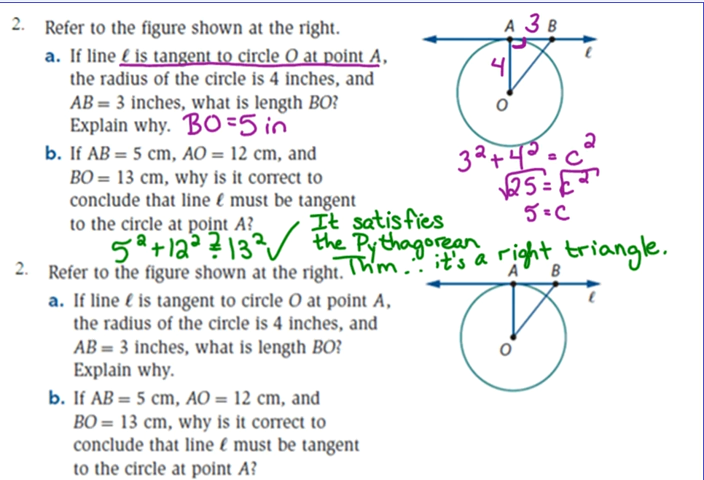 2. Refer to the figure shown at the right.
a. If line ℓ is tangent to circle O at point A,
the radius of the circle is 4 inches, and
AB = 3 inches, what is length BO?
Explain why. BO=5 in
b. If AB = 5 cm, AO = 12 cm, and
BO = 13 cm, why is it correct to
conclude that line ℓ must be tangent
to the circle at point A?
5²+12²≟13²✓
It satisfies
the Pythagorean
Thm ∴ it's a right triangle.
A 3 B
ℓ
4
O
3²+4²=c²
√25=√c²
5=c
2. Refer to the figure shown at the right.
a. If line ℓ is tangent to circle O at point A,
the radius of the circle is 4 inches, and
AB = 3 inches, what is length BO?
Explain why.
b. If AB = 5 cm, AO = 12 cm, and
BO = 13 cm, why is it correct to
conclude that line ℓ must be tangent
to the circle at point A?
A B
ℓ
O